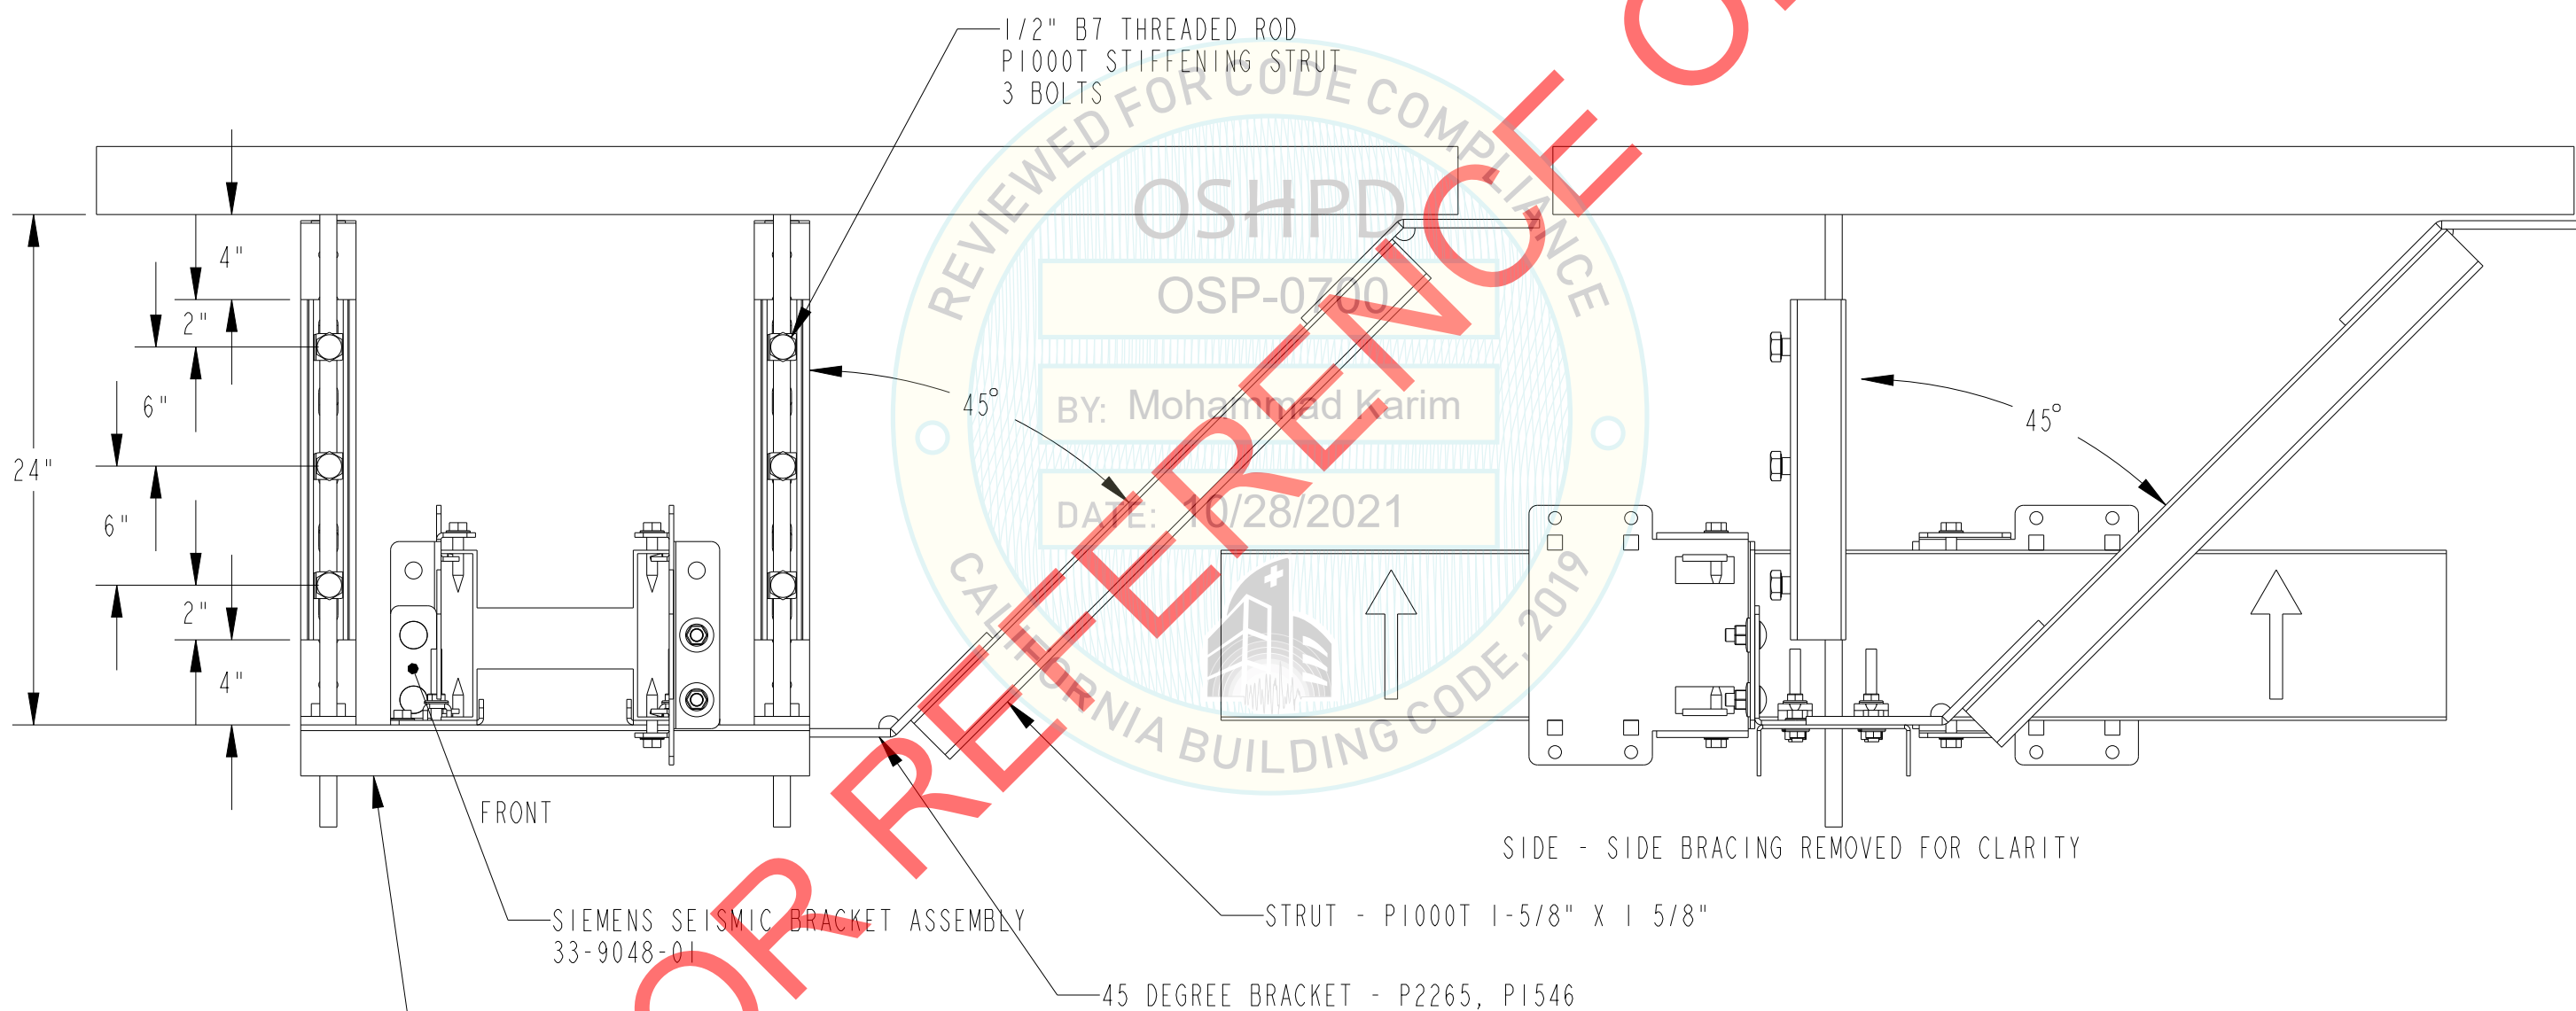 1/2" B7 THREADED ROD
P1000T STIFFENING STRUT
3 BOLTS
REVIEWED FOR CODE COMPLIANCE
OSHPD
OSP-0700
BY: Mohammad Karim
DATE: 10/28/2021
CALIFORNIA BUILDING CODE, 2019
4"
2"
6"
24"
6"
2"
4"
45°
45°
FRONT
SIDE - SIDE BRACING REMOVED FOR CLARITY
SIEMENS SEISMIC BRACKET ASSEMBLY
33-9048-01
STRUT - P1000T 1-5/8" X 1 5/8"
45 DEGREE BRACKET - P2265, P1546
OR REFERENCE O